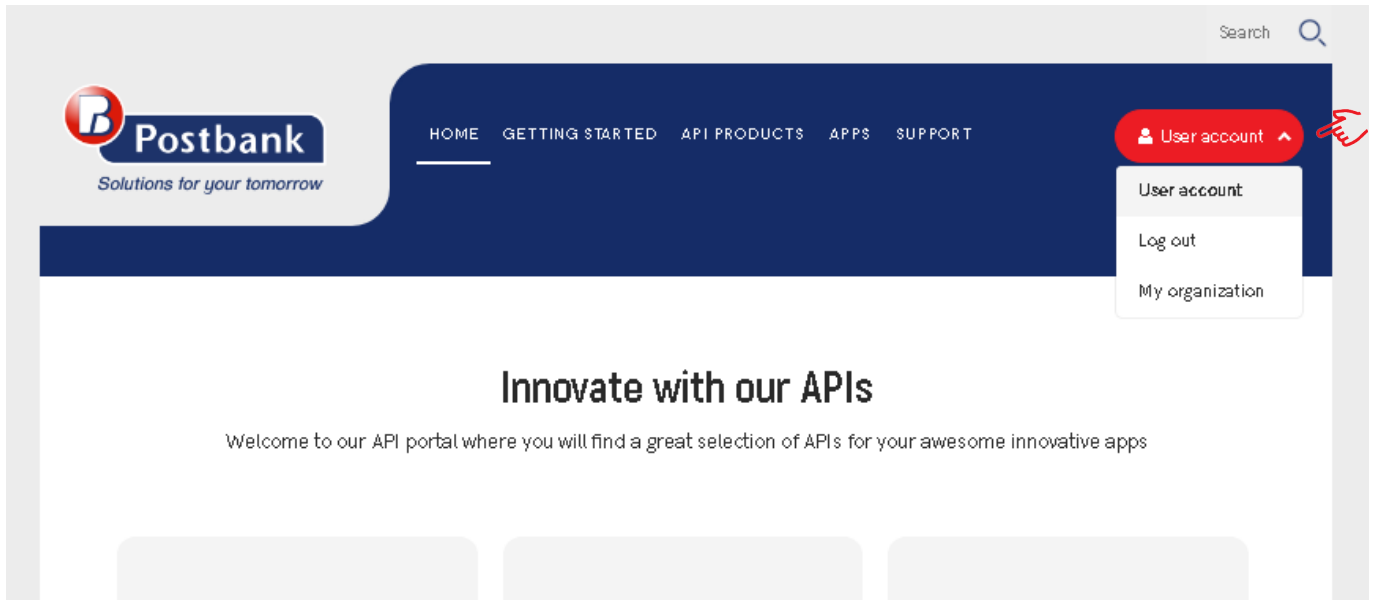 Search
Postbank
Solutions for your tomorrow
HOME GETTING STARTED API PRODUCTS APPS SUPPORT
User account
User account
Log out
My organization
Innovate with our APIs
Welcome to our API portal where you will find a great selection of APIs for your awesome innovative apps